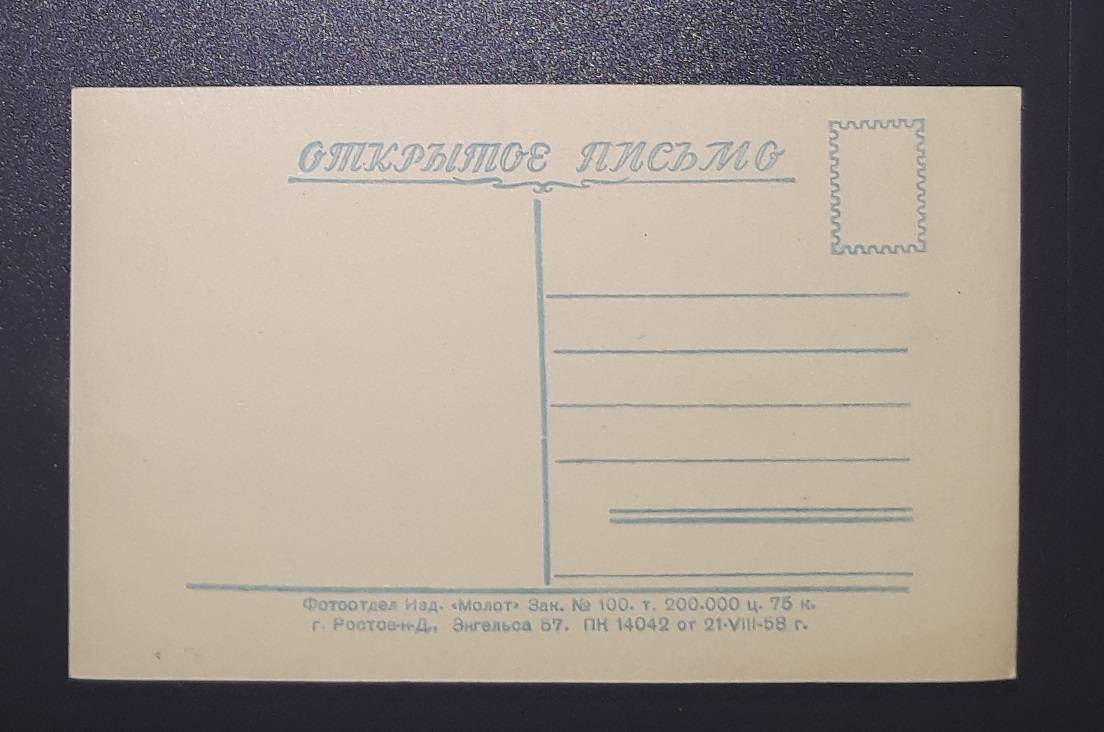 ОТКРЫТОЕ ПИСЬМО
Фотоотдел Изд. «Молот» Зак. № 100. т. 200.000 ц. 75 к.
г. Ростов-н-Д., Энгельса 57. ПК 14042 от 21-VIII-58 г.